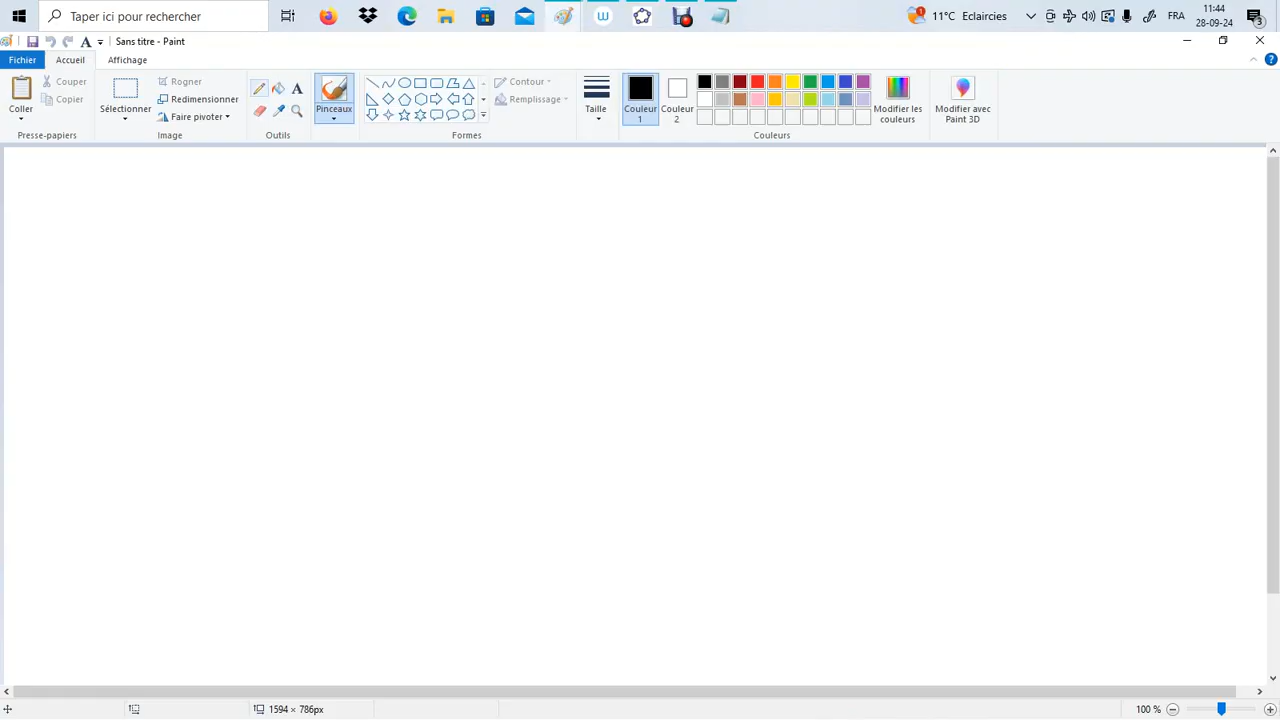 Taper ici pour rechercher
1
11°C Eclaircies
FRA
11:44
28-09-24
3
Sans titre - Paint
Fichier
Accueil
Affichage
Coller
Couper
Copier
Presse-papiers
Sélectionner
Rogner
Redimensionner
Faire pivoter
Image
A
Outils
Pinceaux
Contour
Remplissage
Formes
Taille
Couleur
1
Couleur
2
Couleurs
Modifier les
couleurs
Modifier avec
Paint 3D
1594 × 786px
100 %